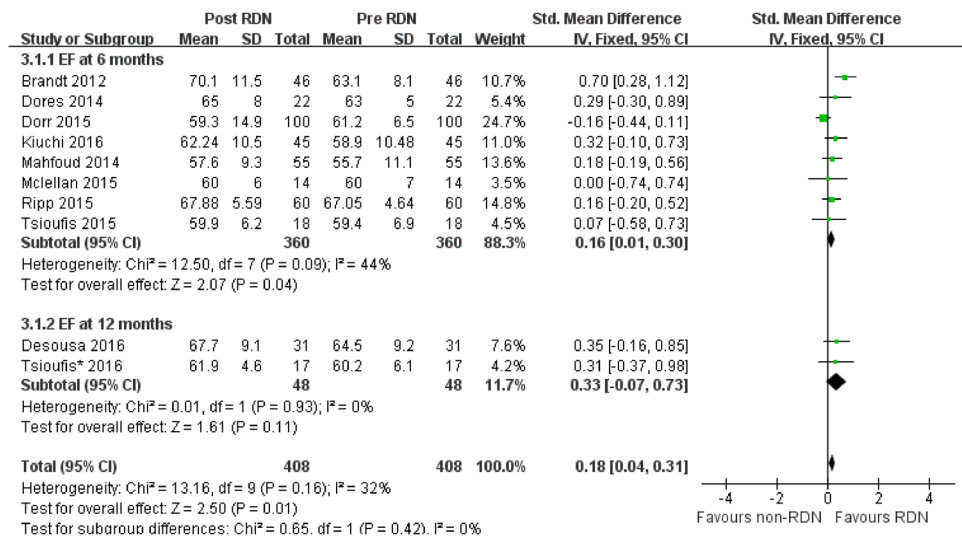 Post RDN Pre RDN Std. Mean Difference Std. Mean Difference
Study or Subgroup Mean SD Total Mean SD Total Weight IV, Fixed, 95% CI IV, Fixed, 95% CI
3.1.1 EF at 6 months
Brandt 2012 70.1 11.5 46 63.1 8.1 46 10.7% 0.70 [0.28, 1.12]
Dores 2014 65 8 22 63 5 22 5.4% 0.29 [-0.30, 0.89]
Dorr 2015 59.3 14.9 100 61.2 6.5 100 24.7% -0.16 [-0.44, 0.11]
Kiuchi 2016 62.24 10.5 45 58.9 10.48 45 11.0% 0.32 [-0.10, 0.73]
Mahfoud 2014 57.6 9.3 55 55.7 11.1 55 13.6% 0.18 [-0.19, 0.56]
Mclellan 2015 60 6 14 60 7 14 3.5% 0.00 [-0.74, 0.74]
Ripp 2015 67.88 5.59 60 67.05 4.64 60 14.8% 0.16 [-0.20, 0.52]
Tsioufis 2015 59.9 6.2 18 59.4 6.9 18 4.5% 0.07 [-0.58, 0.73]
Subtotal (95% CI) 360 360 88.3% 0.16 [0.01, 0.30]
Heterogeneity: Chi² = 12.50, df = 7 (P = 0.09); I² = 44%
Test for overall effect: Z = 2.07 (P = 0.04)
3.1.2 EF at 12 months
Desousa 2016 67.7 9.1 31 64.5 9.2 31 7.6% 0.35 [-0.16, 0.85]
Tsioufis* 2016 61.9 4.6 17 60.2 6.1 17 4.2% 0.31 [-0.37, 0.98]
Subtotal (95% CI) 48 48 11.7% 0.33 [-0.07, 0.73]
Heterogeneity: Chi² = 0.01, df = 1 (P = 0.93); I² = 0%
Test for overall effect: Z = 1.61 (P = 0.11)
Total (95% CI) 408 408 100.0% 0.18 [0.04, 0.31]
Heterogeneity: Chi² = 13.16, df = 9 (P = 0.16); I² = 32%
Test for overall effect: Z = 2.50 (P = 0.01)
Test for subgroup differences: Chi² = 0.65, df = 1 (P = 0.42), I² = 0%
-4 -2 0 2 4
Favours non-RDN Favours RDN